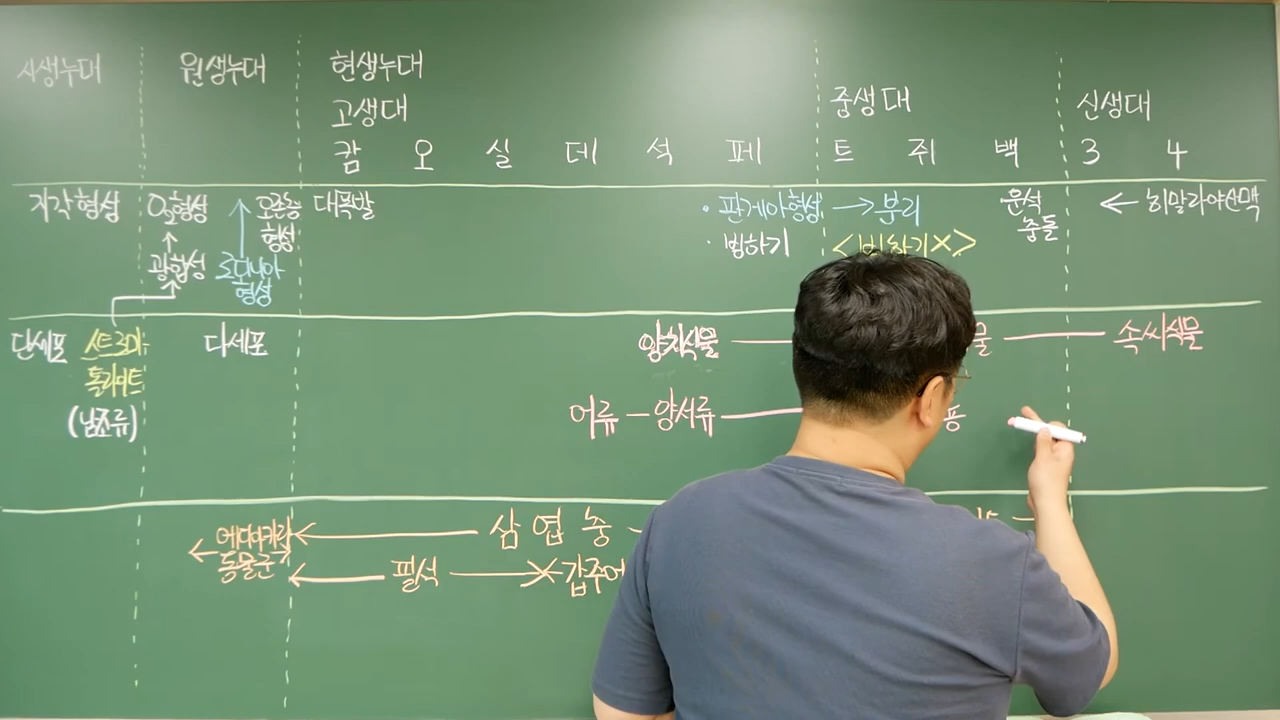 시생누대 원생누대 현생누대
고생대 중생대 신생대
캄 오 실 데 석 페 트 쥐 백 3 4
지각형성 O₂형성 오존층 형성 대폭발 · 판게아형성 → 분리 운석 충돌 ← 히말라야산맥
광합성 로디니아 형성 · 빙하기 <빙하기×>
단세포 스트로마톨라이트 다세포 양치식물 물 속씨식물
(남조류) 어류 - 양서류
에디아카라 동물군 삼엽충
필석 갑주어